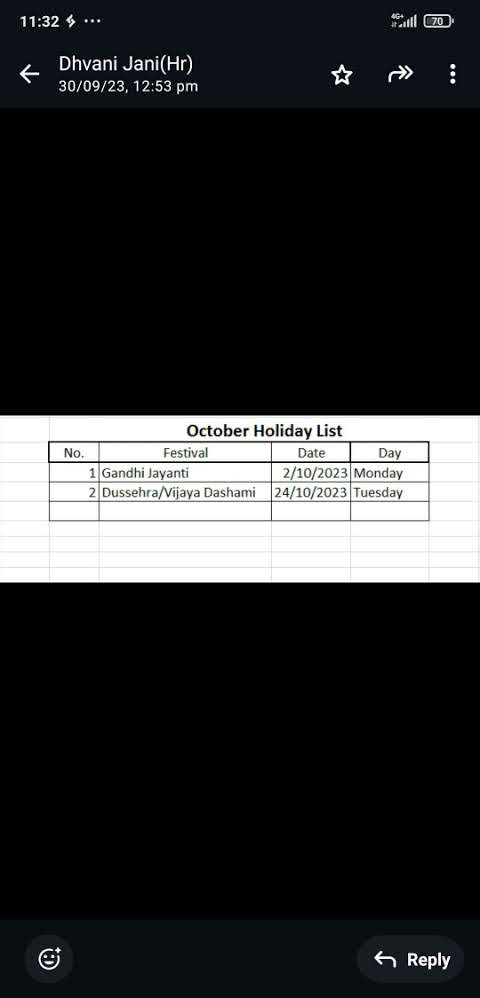 11:32
4G+ 70
Dhvani Jani(Hr)
30/09/23, 12:53 pm
October Holiday List
No. Festival Date Day
1 Gandhi Jayanti 2/10/2023 Monday
2 Dussehra/Vijaya Dashami 24/10/2023 Tuesday
Reply